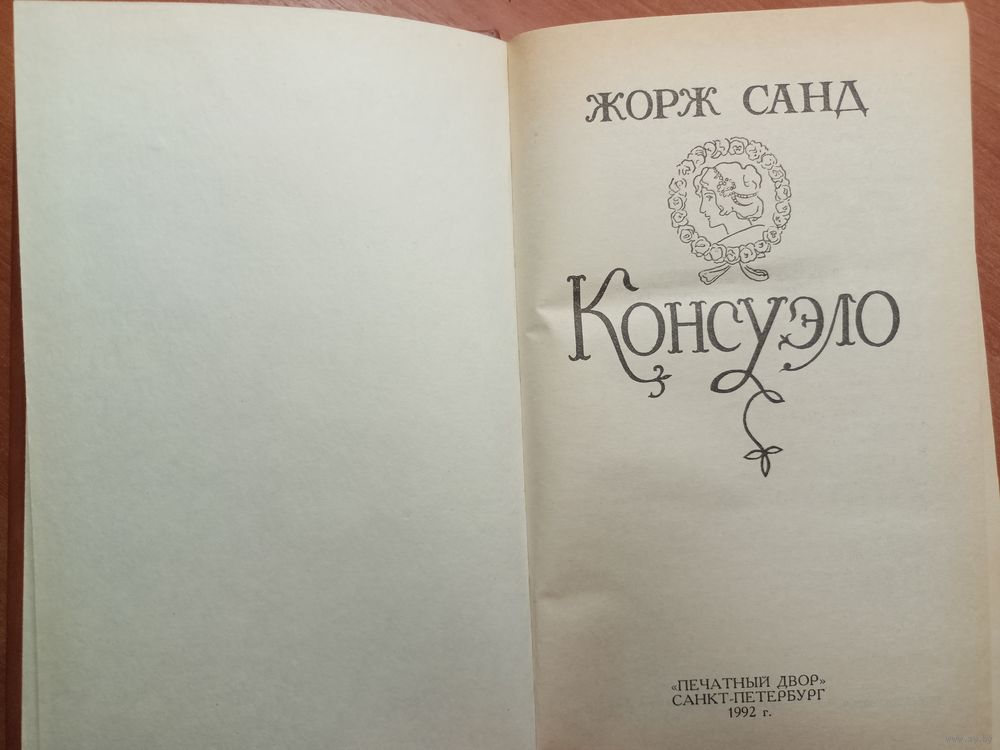 ЖОРЖ САНД
КОНСУЭЛО
«ПЕЧАТНЫЙ ДВОР»
САНКТ-ПЕТЕРБУРГ
1992 г.